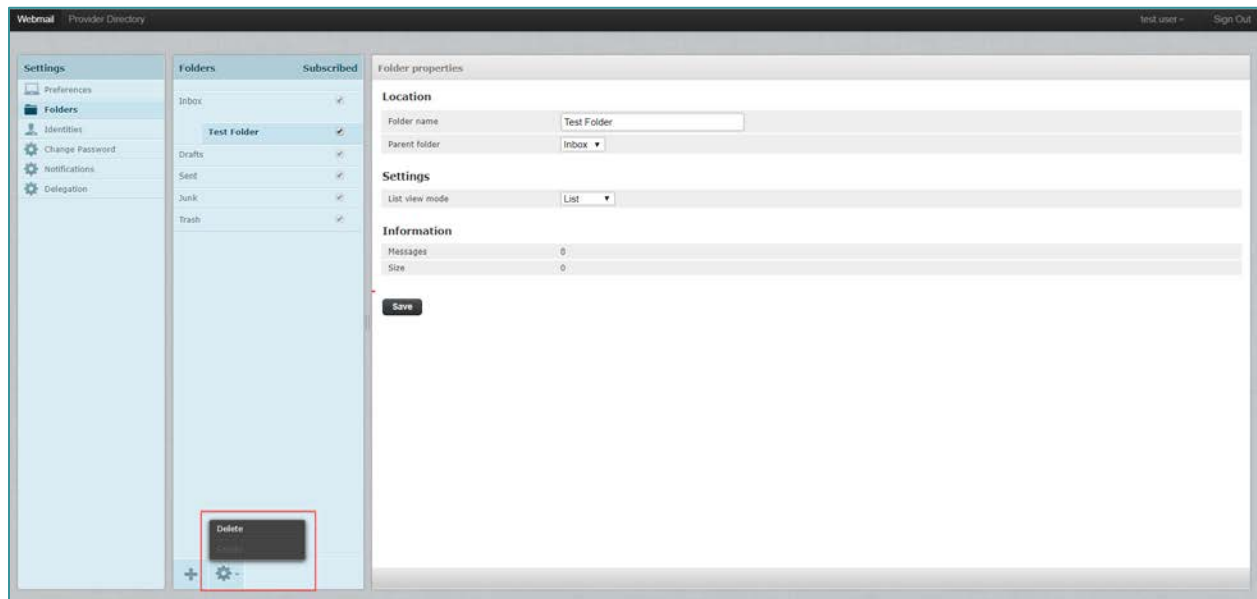 Webmail Provider Directory test user Sign Out
Settings
Preferences
Folders
Identities
Change Password
Notifications
Delegation
Folders Subscribed
Inbox
Test Folder
Drafts
Sent
Junk
Trash
Delete
Folder properties
Location
Folder name Test Folder
Parent folder Inbox
Settings
List view mode List
Information
Messages 0
Size 0
Save